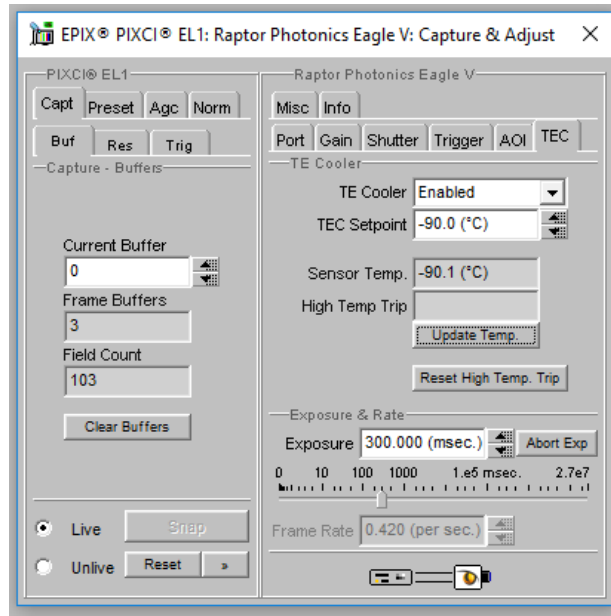 EPIX® PIXCI® EL1: Raptor Photonics Eagle V: Capture & Adjust
PIXCI® EL1
Capt Preset Agc Norm
Buf Res Trig
Capture - Buffers
Current Buffer
0
Frame Buffers
3
Field Count
103
Clear Buffers
Live Snap
Unlive Reset »
Raptor Photonics Eagle V
Misc Info
Port Gain Shutter Trigger AOI TEC
TE Cooler
TE Cooler Enabled
TEC Setpoint -90.0 (°C)
Sensor Temp. -90.1 (°C)
High Temp Trip
Update Temp.
Reset High Temp. Trip
Exposure & Rate
Exposure 300.000 (msec.) Abort Exp
0 10 100 1000 1.e5 msec. 2.7e7
Frame Rate 0.420 (per sec.)